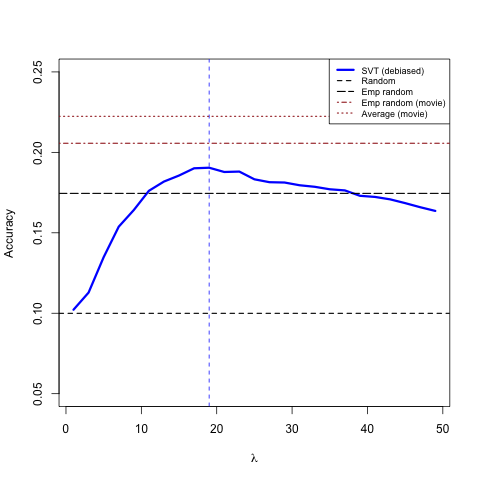 SVT (debiased)
Random
Emp random
Emp random (movie)
Average (movie)
Accuracy
0.25
0.20
0.15
0.10
0.05
0 10 20 30 40 50
λ